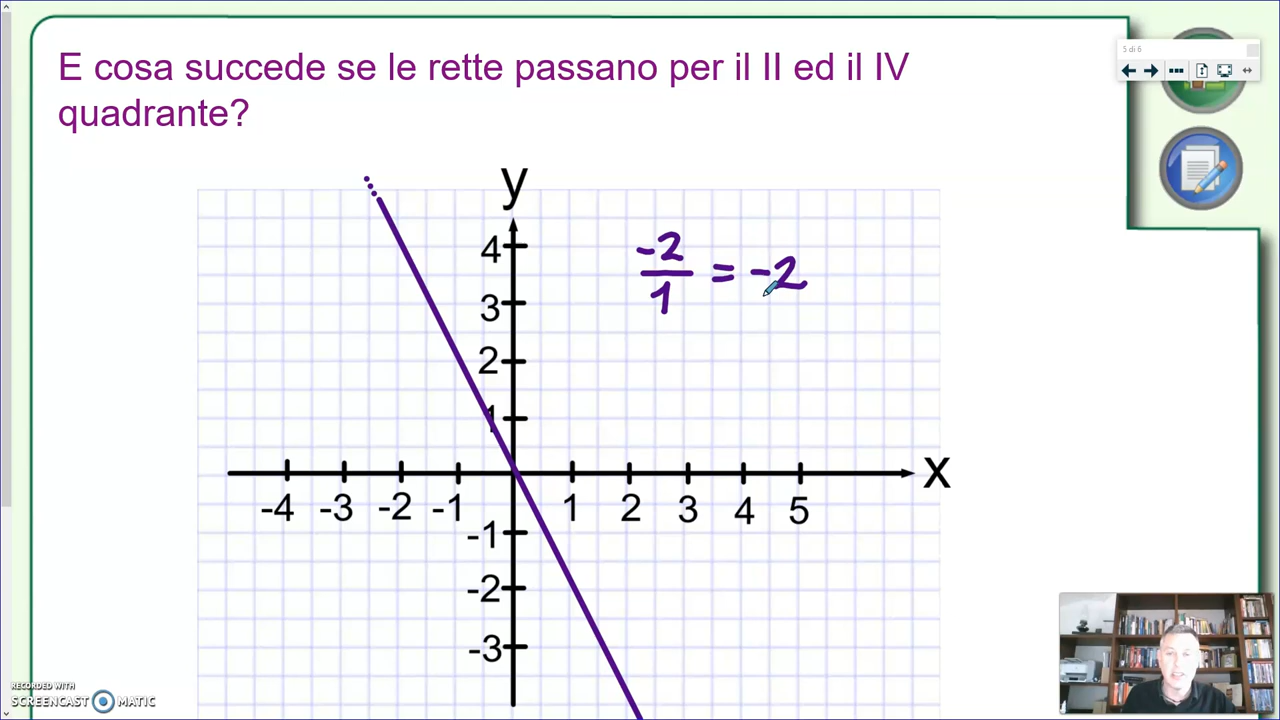 E cosa succede se le rette passano per il II ed il IV
quadrante?
5 di 6
y
4
3
2
1
-2
1
= -2
x
-4 -3 -2 -1 1 2 3 4 5
-1
-2
-3
RECORDED WITH
SCREENCAST MATIC